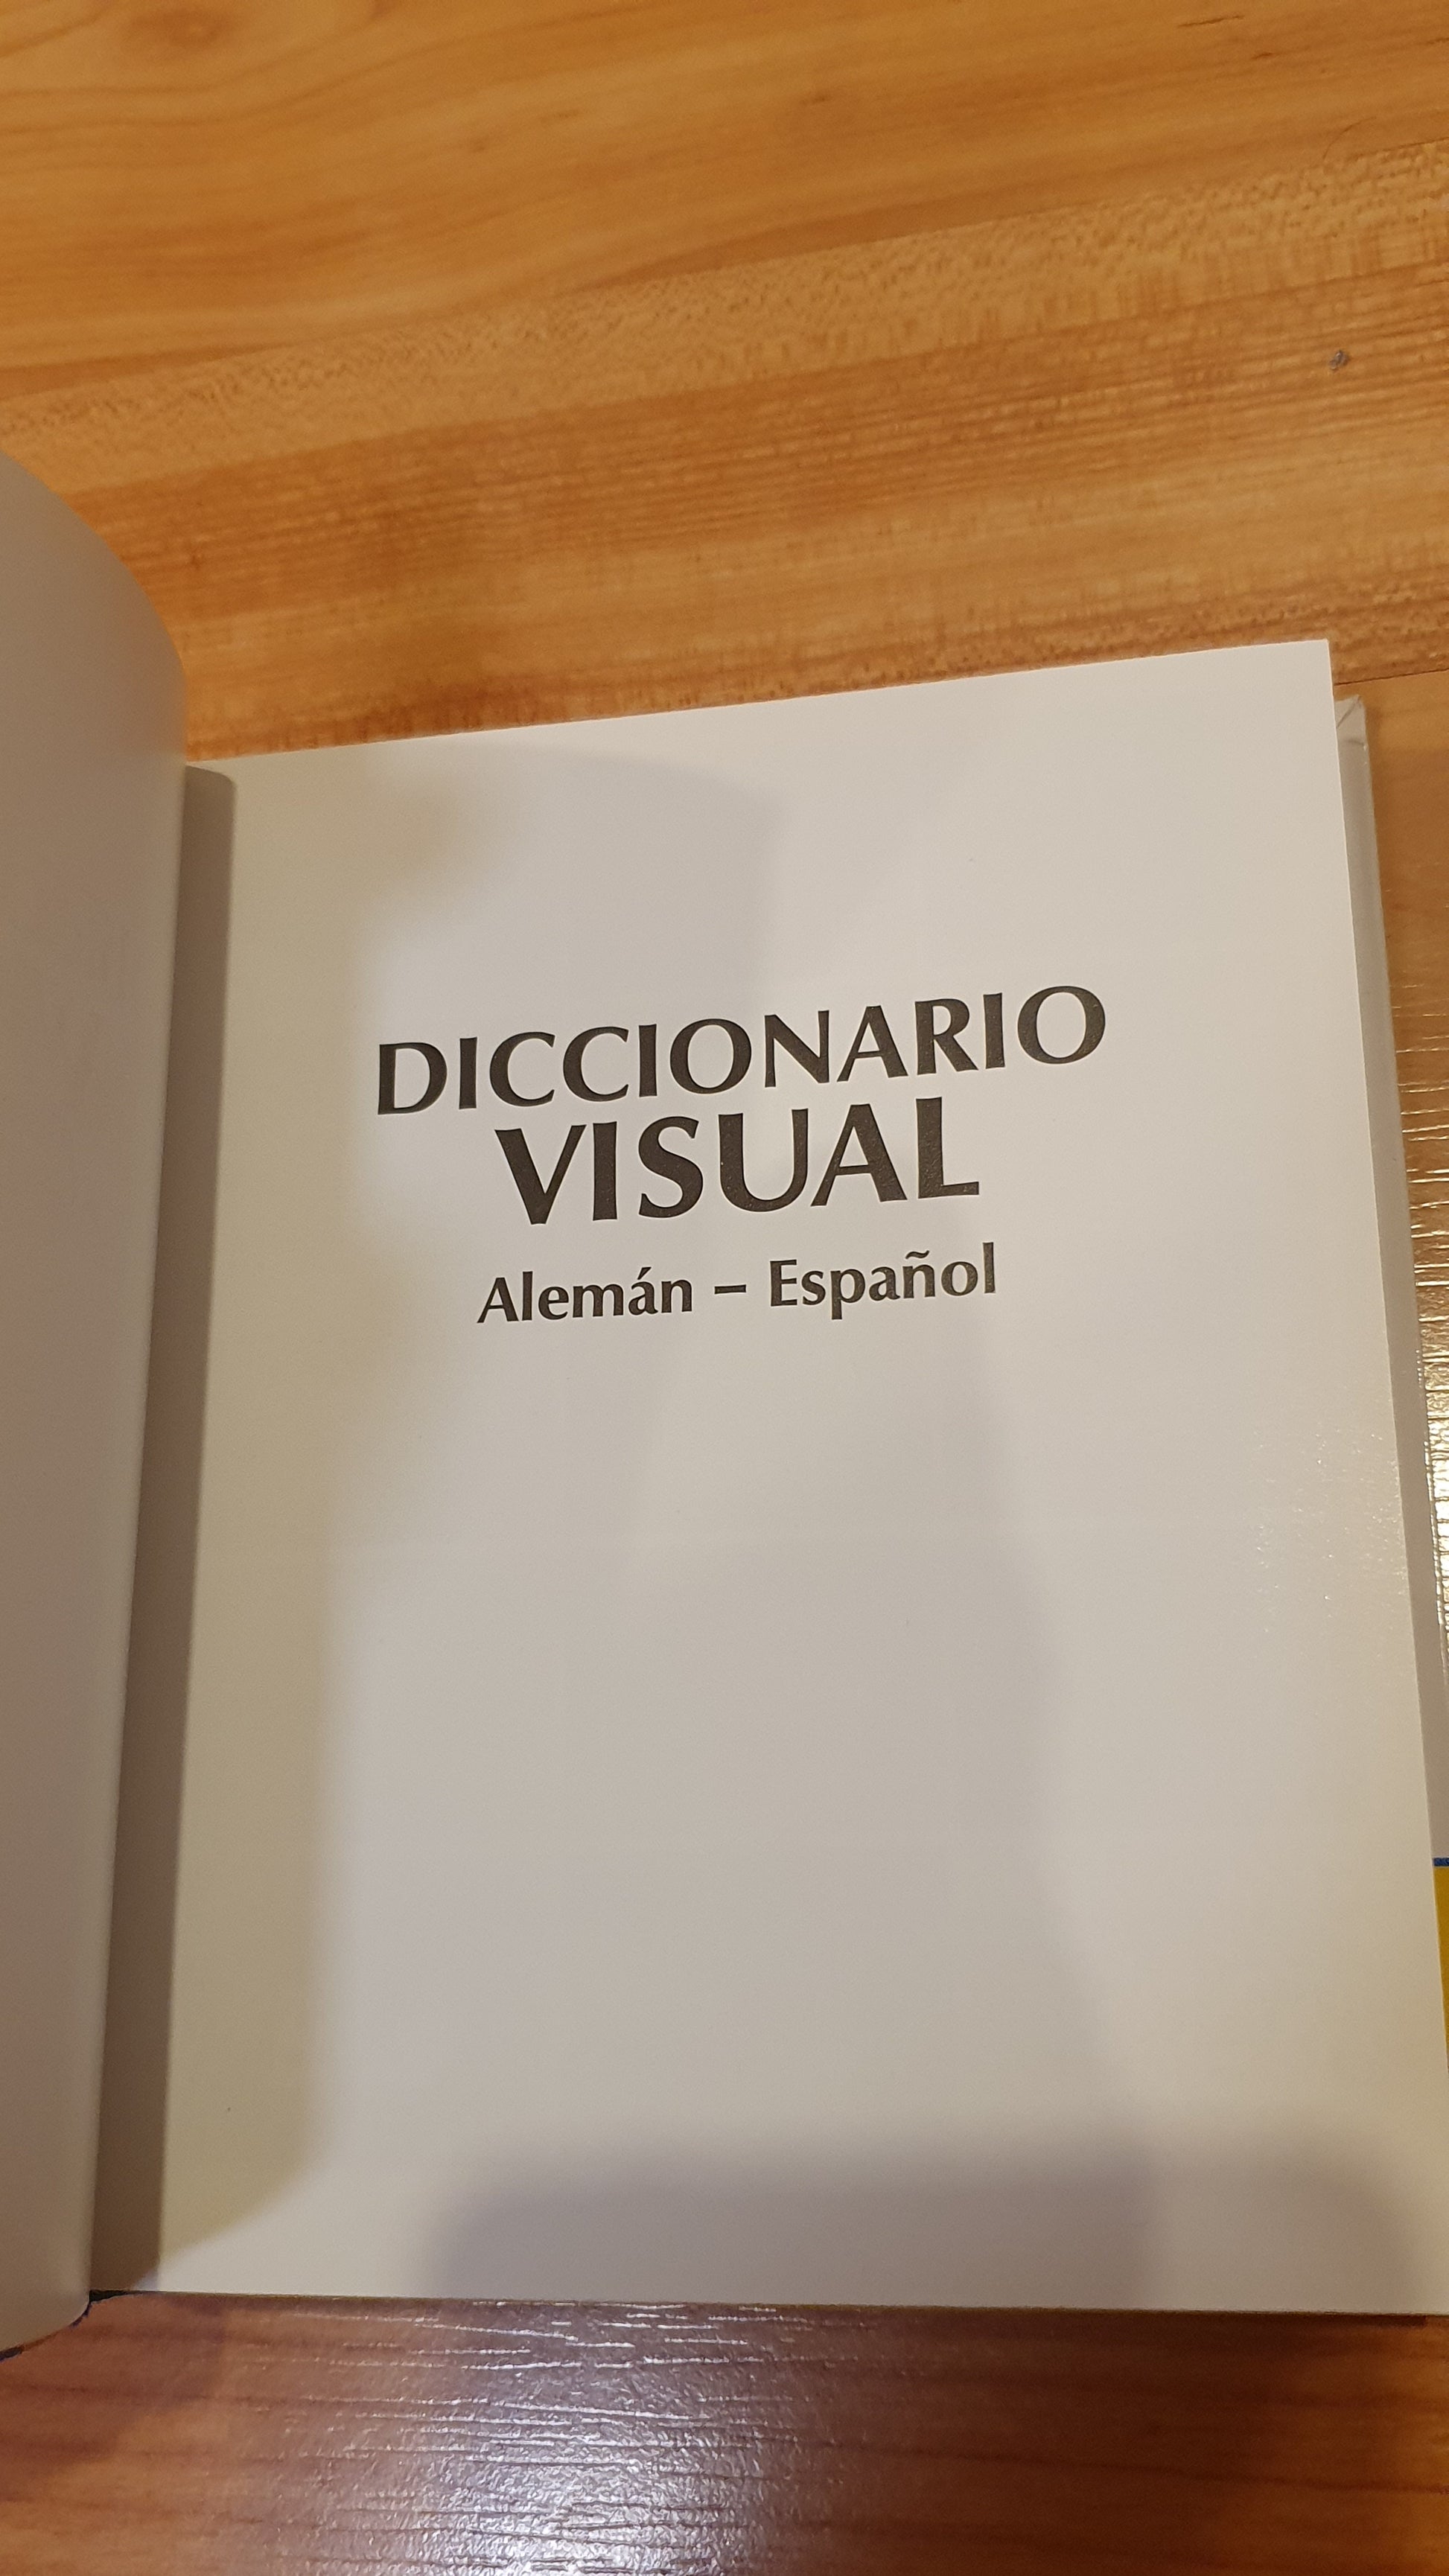 DICCIONARIO
VISUAL
Alemán – Español